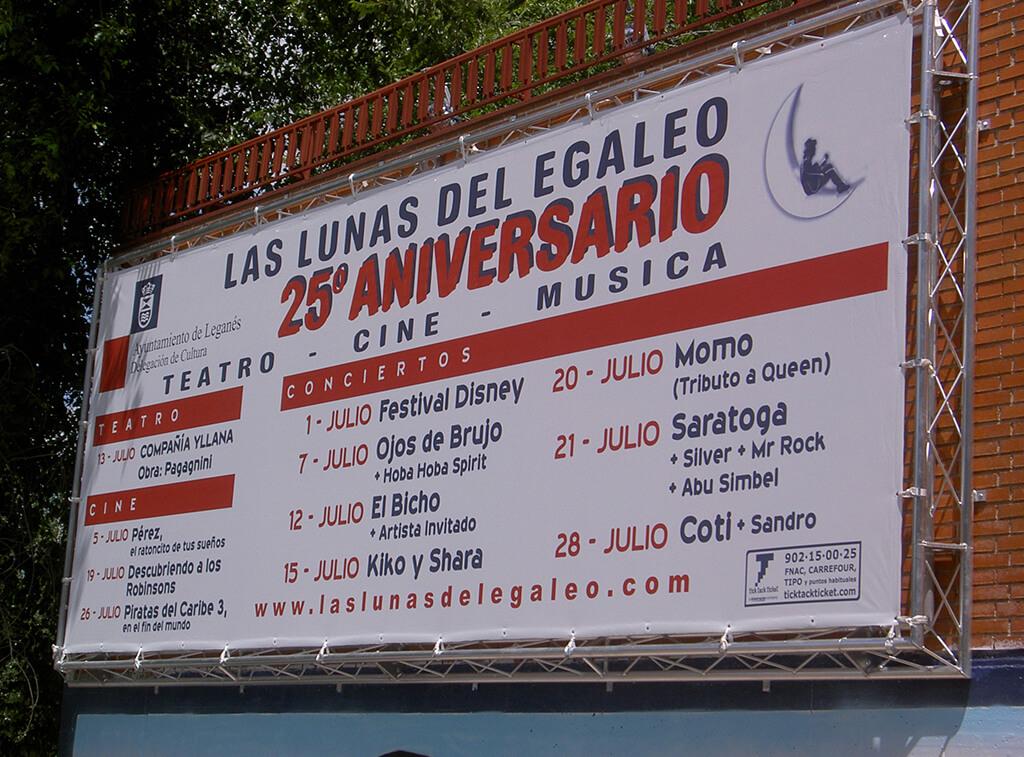 LAS LUNAS DEL EGALEO
25º ANIVERSARIO
TEATRO - CINE - MUSICA
Ayuntamiento de Leganés
Delegación de Cultura
TEATRO
13 - JULIO COMPAÑÍA YLLANA
Obra: Pagagnini
CINE
5 - JULIO Pérez,
el ratoncito de tus sueños
19 - JULIO Descubriendo a los
Robinsons
26 - JULIO Piratas del Caribe 3,
en el fin del mundo
CONCIERTOS
1 - JULIO Festival Disney
7 - JULIO Ojos de Brujo
+ Hoba Hoba Spirit
12 - JULIO El Bicho
+ Artista Invitado
15 - JULIO Kiko y Shara
20 - JULIO Momo
(Tributo a Queen)
21 - JULIO Saratoga
+ Silver + Mr Rock
+ Abu Simbel
28 - JULIO Coti + Sandro
www.laslunasdelegaleo.com
tick tack ticket
902-15-00-25
FNAC, CARREFOUR,
TIPO y puntos habituales
ticktackticket.com